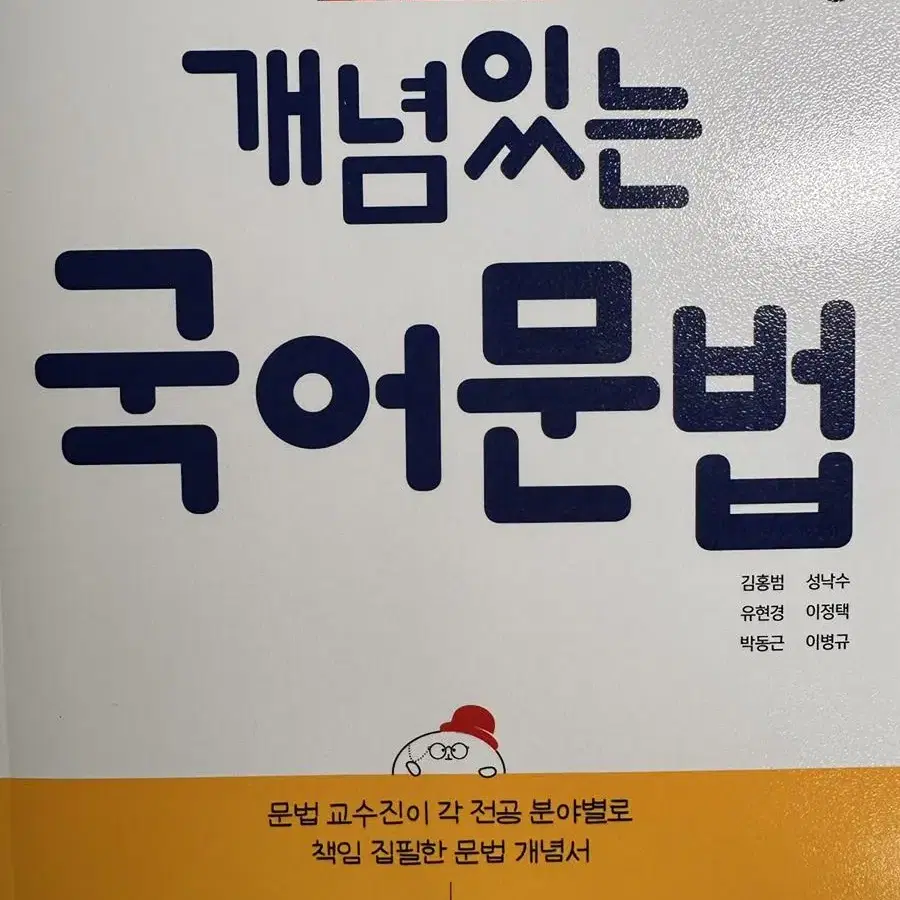 개념있는
국어문법
김홍범 성낙수
유현경 이정택
박동근 이병규
문법 교수진이 각 전공 분야별로
책임 집필한 문법 개념서